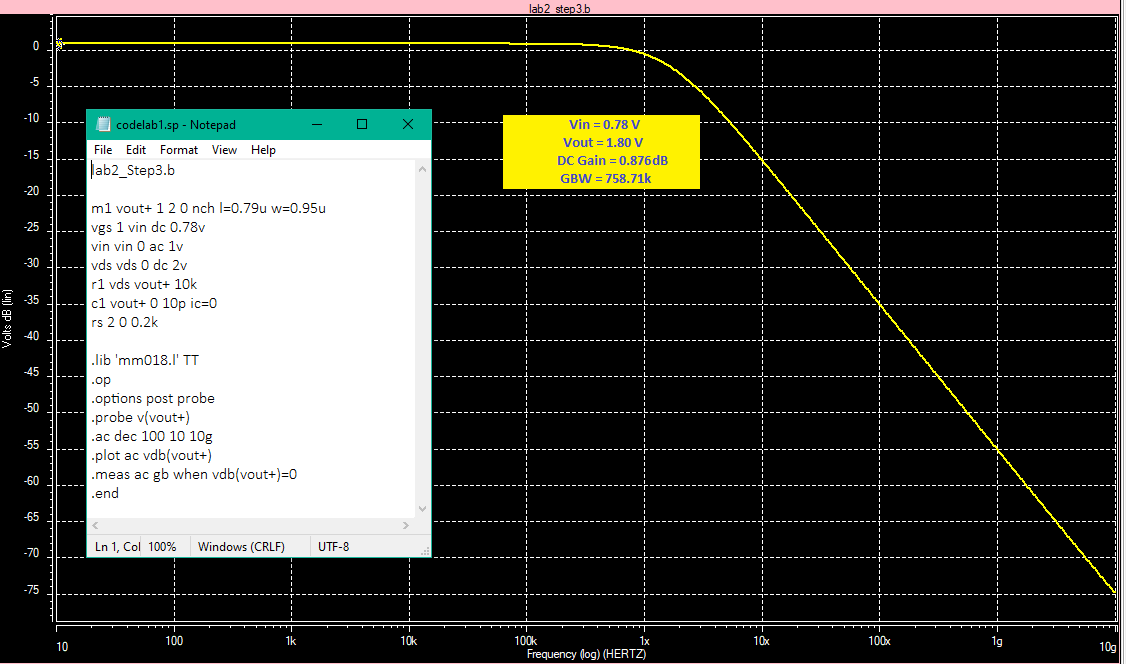 lab2_step3.b
0
-5
-10
-15
-20
-25
-30
-35
-40
-45
-50
-55
-60
-65
-70
-75
Volts dB (lin)
codelab1.sp - Notepad
File Edit Format View Help
lab2_Step3.b
m1 vout+ 1 2 0 nch l=0.79u w=0.95u
vgs 1 vin dc 0.78v
vin vin 0 ac 1v
vds vds 0 dc 2v
r1 vds vout+ 10k
c1 vout+ 0 10p ic=0
rs 2 0 0.2k
.lib 'mm018.l' TT
.op
.options post probe
.probe v(vout+)
.ac dec 100 10 10g
.plot ac vdb(vout+)
.meas ac gb when vdb(vout+)=0
.end
Ln 1, Col 100% Windows (CRLF) UTF-8
Vin = 0.78 V
Vout = 1.80 V
DC Gain = 0.876dB
GBW = 758.71k
10 100 1k 10k 100k 1x 10x 100x 1g 10g
Frequency (log) (HERTZ)